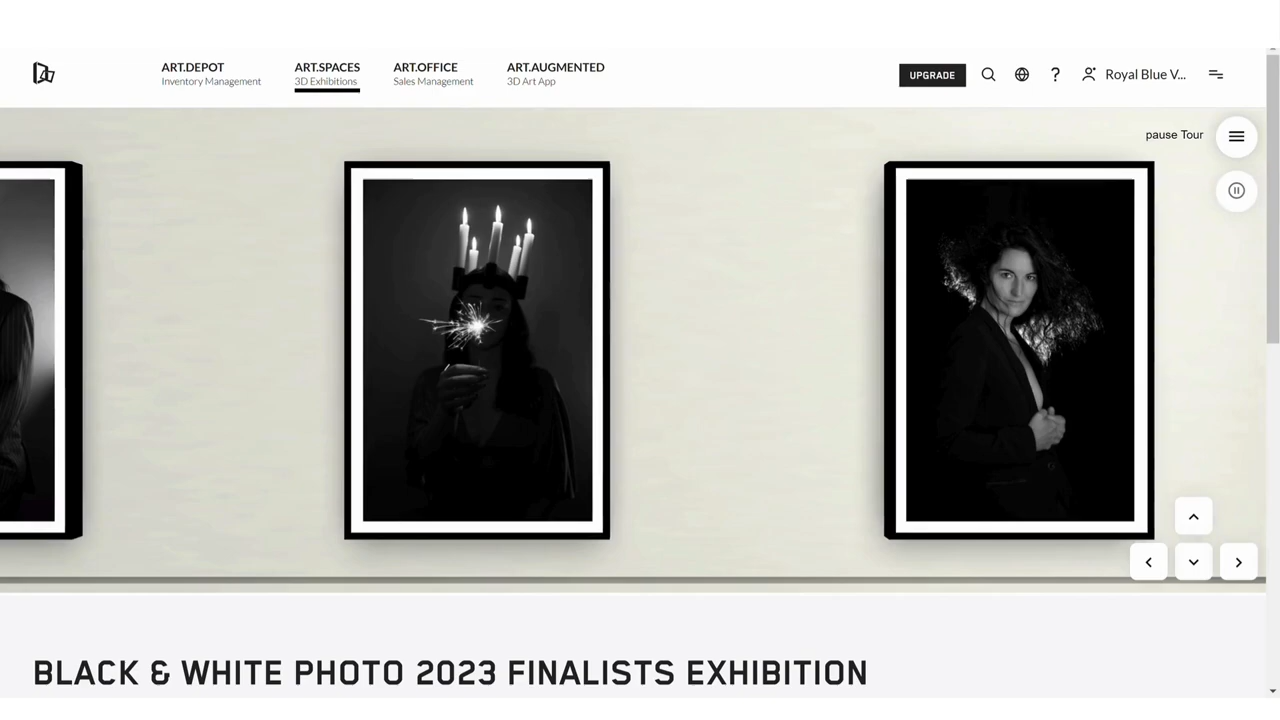 ART.DEPOT
Inventory Management
ART.SPACES
3D Exhibitions
ART.OFFICE
Sales Management
ART.AUGMENTED
3D Art App
UPGRADE
?
Royal Blue V...
pause Tour
BLACK & WHITE PHOTO 2023 FINALISTS EXHIBITION